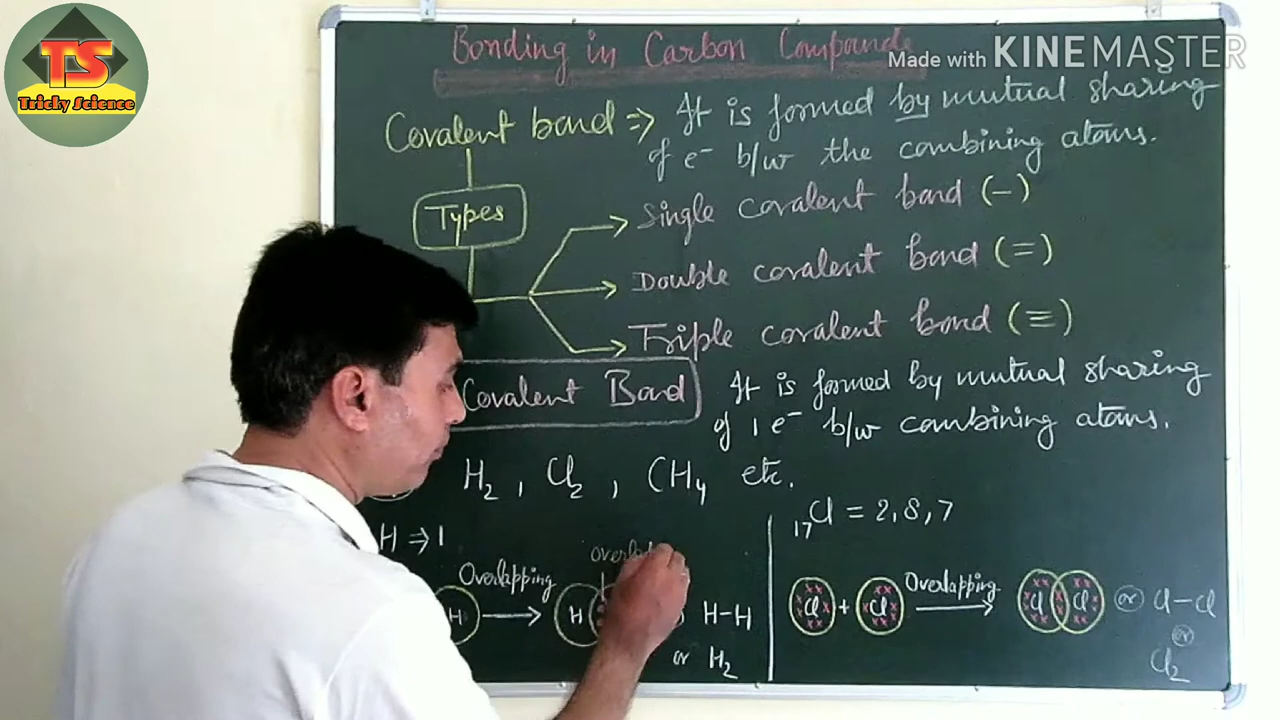 TS
Tricky Science
Made with KINEMASTER
Bonding in Carbon Compounds
Covalent bond => It is formed by mutual sharing
of e⁻ b/w the combining atoms.
Types
Single covalent bond (−)
Double covalent bond (=)
Triple covalent bond (≡)
Covalent Bond
It is formed by mutual sharing
of 1 e⁻ b/w combining atoms.
H₂, Cl₂, CH₄ etc.
H ⇒ 1
Overlapping
H
H
H−H
or H₂
₁₇Cl = 2,8,7
Cl + Cl Overlapping Cl Cl or Cl−Cl
or
Cl₂